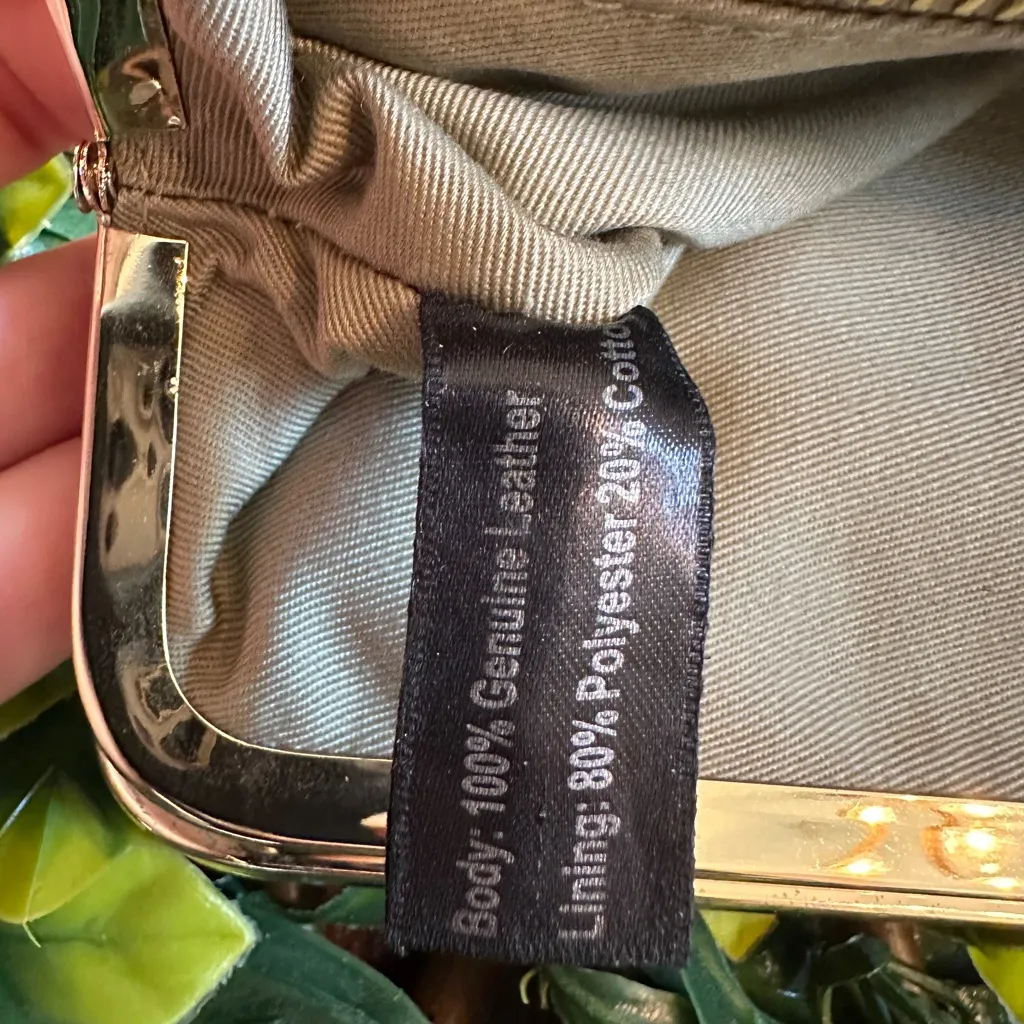 Body: 100% Genuine Leather
Lining: 80% Polyester 20% Cotto